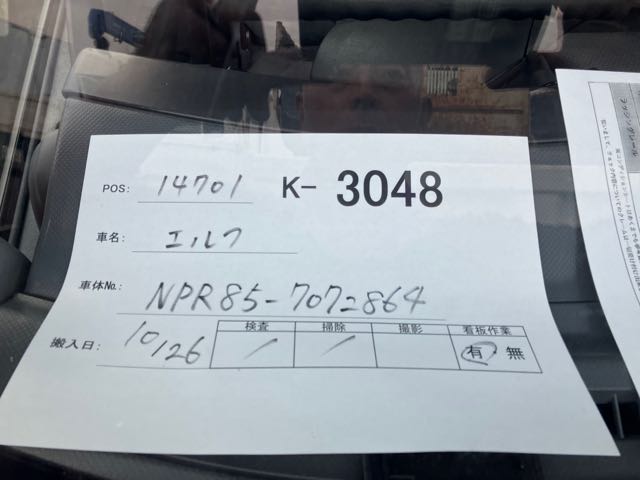 POS: 14701 K- 3048
車名: エルフ
車体No.: NPR85-7072864
搬入日: 10/26
検査 掃除 撮影 看板作業
/ / 有 無